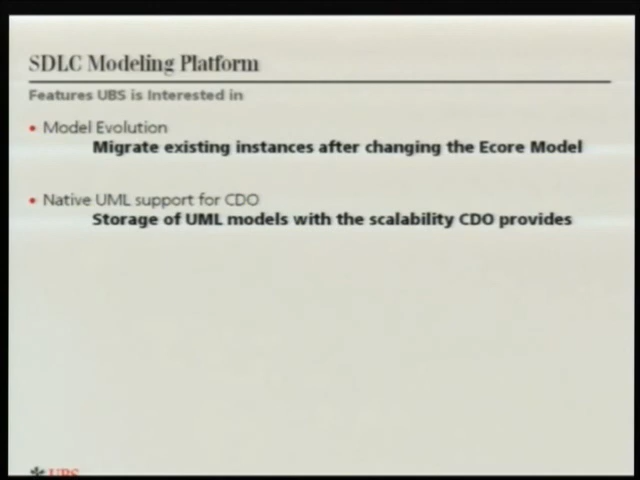 SDLC Modeling Platform
Features UBS is Interested in
• Model Evolution
Migrate existing instances after changing the Ecore Model
• Native UML support for CDO
Storage of UML models with the scalability CDO provides
UBS